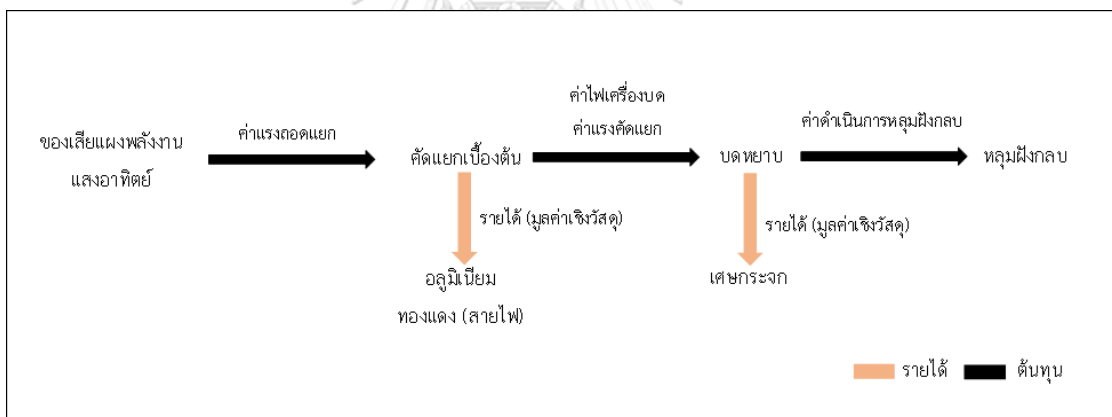 ของเสียแผงพลังงาน
แสงอาทิตย์
ค่าแรงถอดแยก
คัดแยกเบื้องต้น
ค่าไฟเครื่องบด
ค่าแรงคัดแยก
บดหยาบ
ค่าดำเนินการหลุมฝังกลบ
หลุมฝังกลบ
รายได้ (มูลค่าเชิงวัสดุ)
รายได้ (มูลค่าเชิงวัสดุ)
อลูมิเนียม
ทองแดง (สายไฟ)
เศษกระจก
รายได้
ต้นทุน